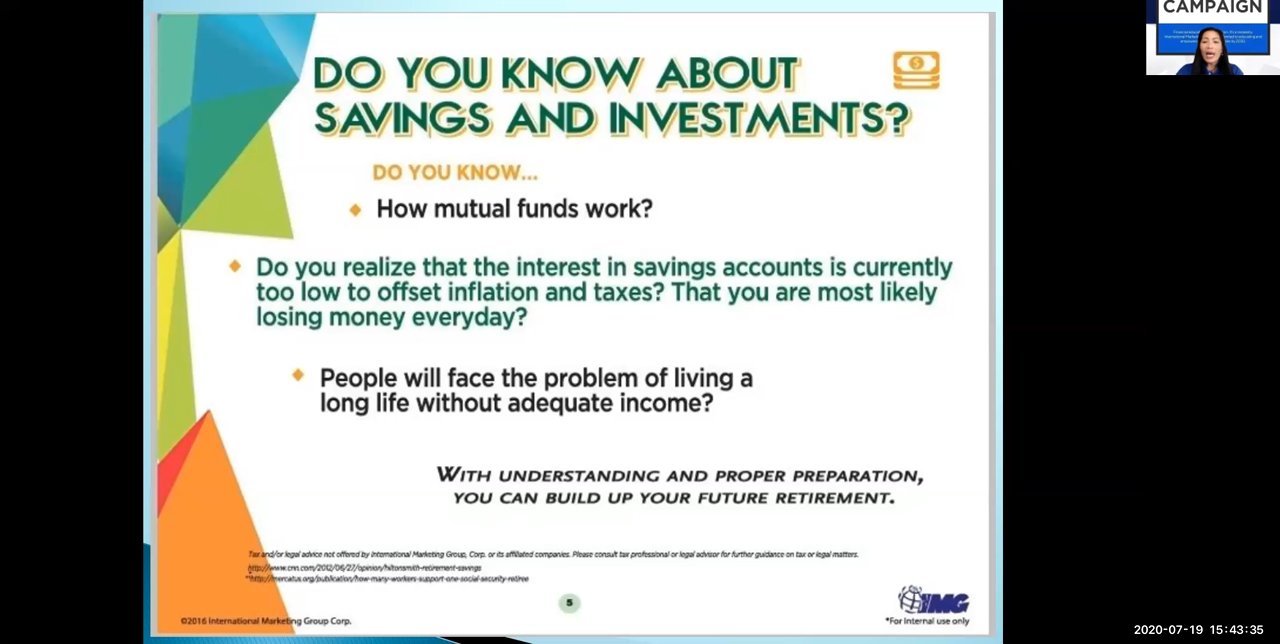 CAMPAIGN
DO YOU KNOW ABOUT
SAVINGS AND INVESTMENTS?
DO YOU KNOW...
How mutual funds work?
Do you realize that the interest in savings accounts is currently
too low to offset inflation and taxes? That you are most likely
losing money everyday?
People will face the problem of living a
long life without adequate income?
WITH UNDERSTANDING AND PROPER PREPARATION,
YOU CAN BUILD UP YOUR FUTURE RETIREMENT.
Tax and/or legal advice not offered by International Marketing Group, Corp. or its affiliated companies. Please consult tax professional or legal advisor for further guidance on tax or legal matters.
http://www.cnn.com/2012/06/27/opinion/hiltonsmith-retirement-savings
**http://mercatus.org/publication/how-many-workers-support-one-social-security-retiree
5
IMG
©2016 International Marketing Group Corp.
*For Internal use only
2020-07-19 15:43:35